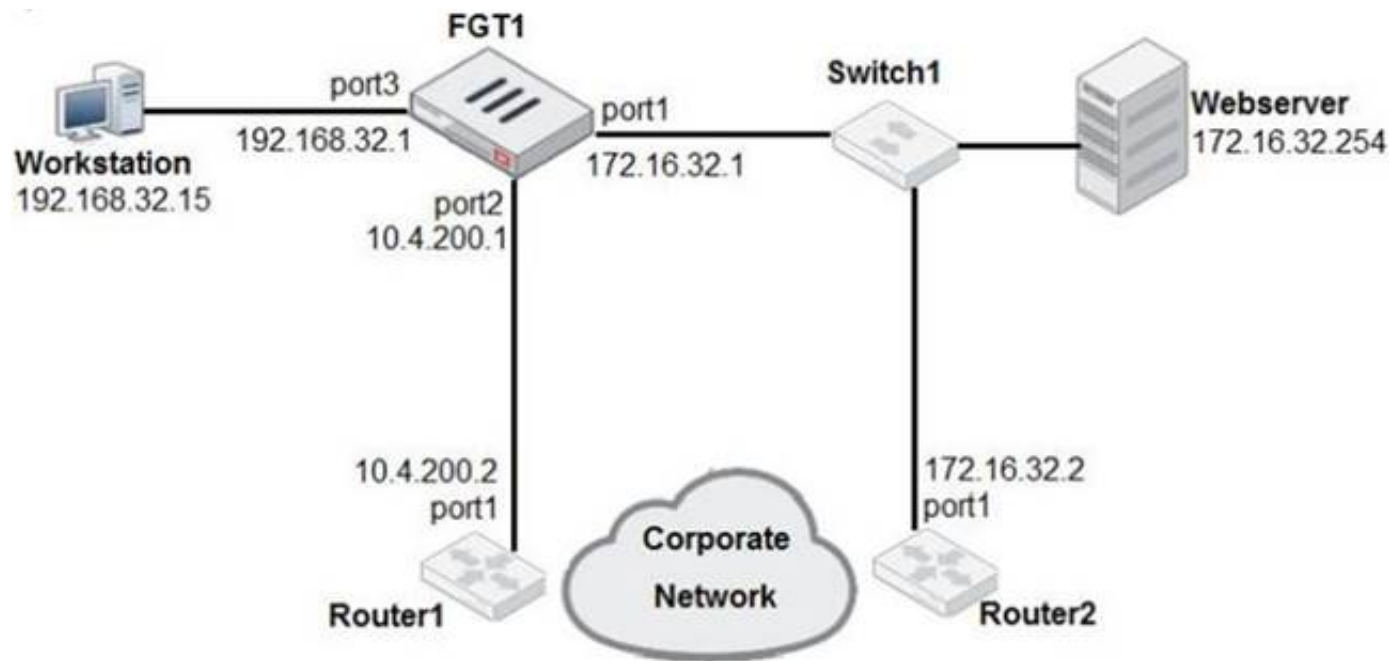 FGT1
Switch1
port3
port1
Webserver
192.168.32.1
172.16.32.1
172.16.32.254
Workstation
192.168.32.15
port2
10.4.200.1
10.4.200.2
port1
172.16.32.2
port1
Corporate
Network
Router1
Router2